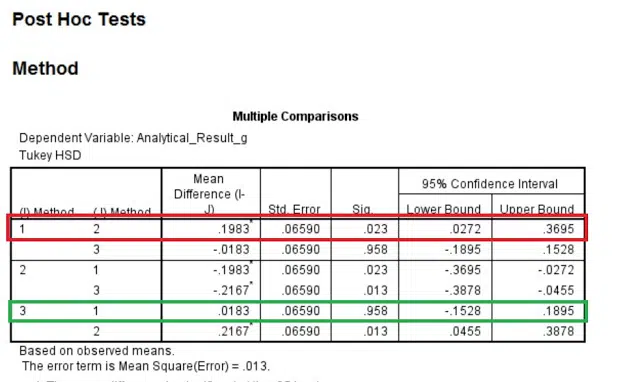 Post Hoc Tests
Method
Multiple Comparisons
Dependent Variable: Analytical_Result_g
Tukey HSD
(I) Method (J) Method Mean Difference (I-J) Std. Error Sig. 95% Confidence Interval Lower Bound Upper Bound
1 2 .1983* .06590 .023 .0272 .3695
3 -.0183 .06590 .958 -.1895 .1528
2 1 -.1983* .06590 .023 -.3695 -.0272
3 -.2167* .06590 .013 -.3878 -.0455
3 1 .0183 .06590 .958 -.1528 .1895
2 .2167* .06590 .013 .0455 .3878
Based on observed means.
The error term is Mean Square(Error) = .013.